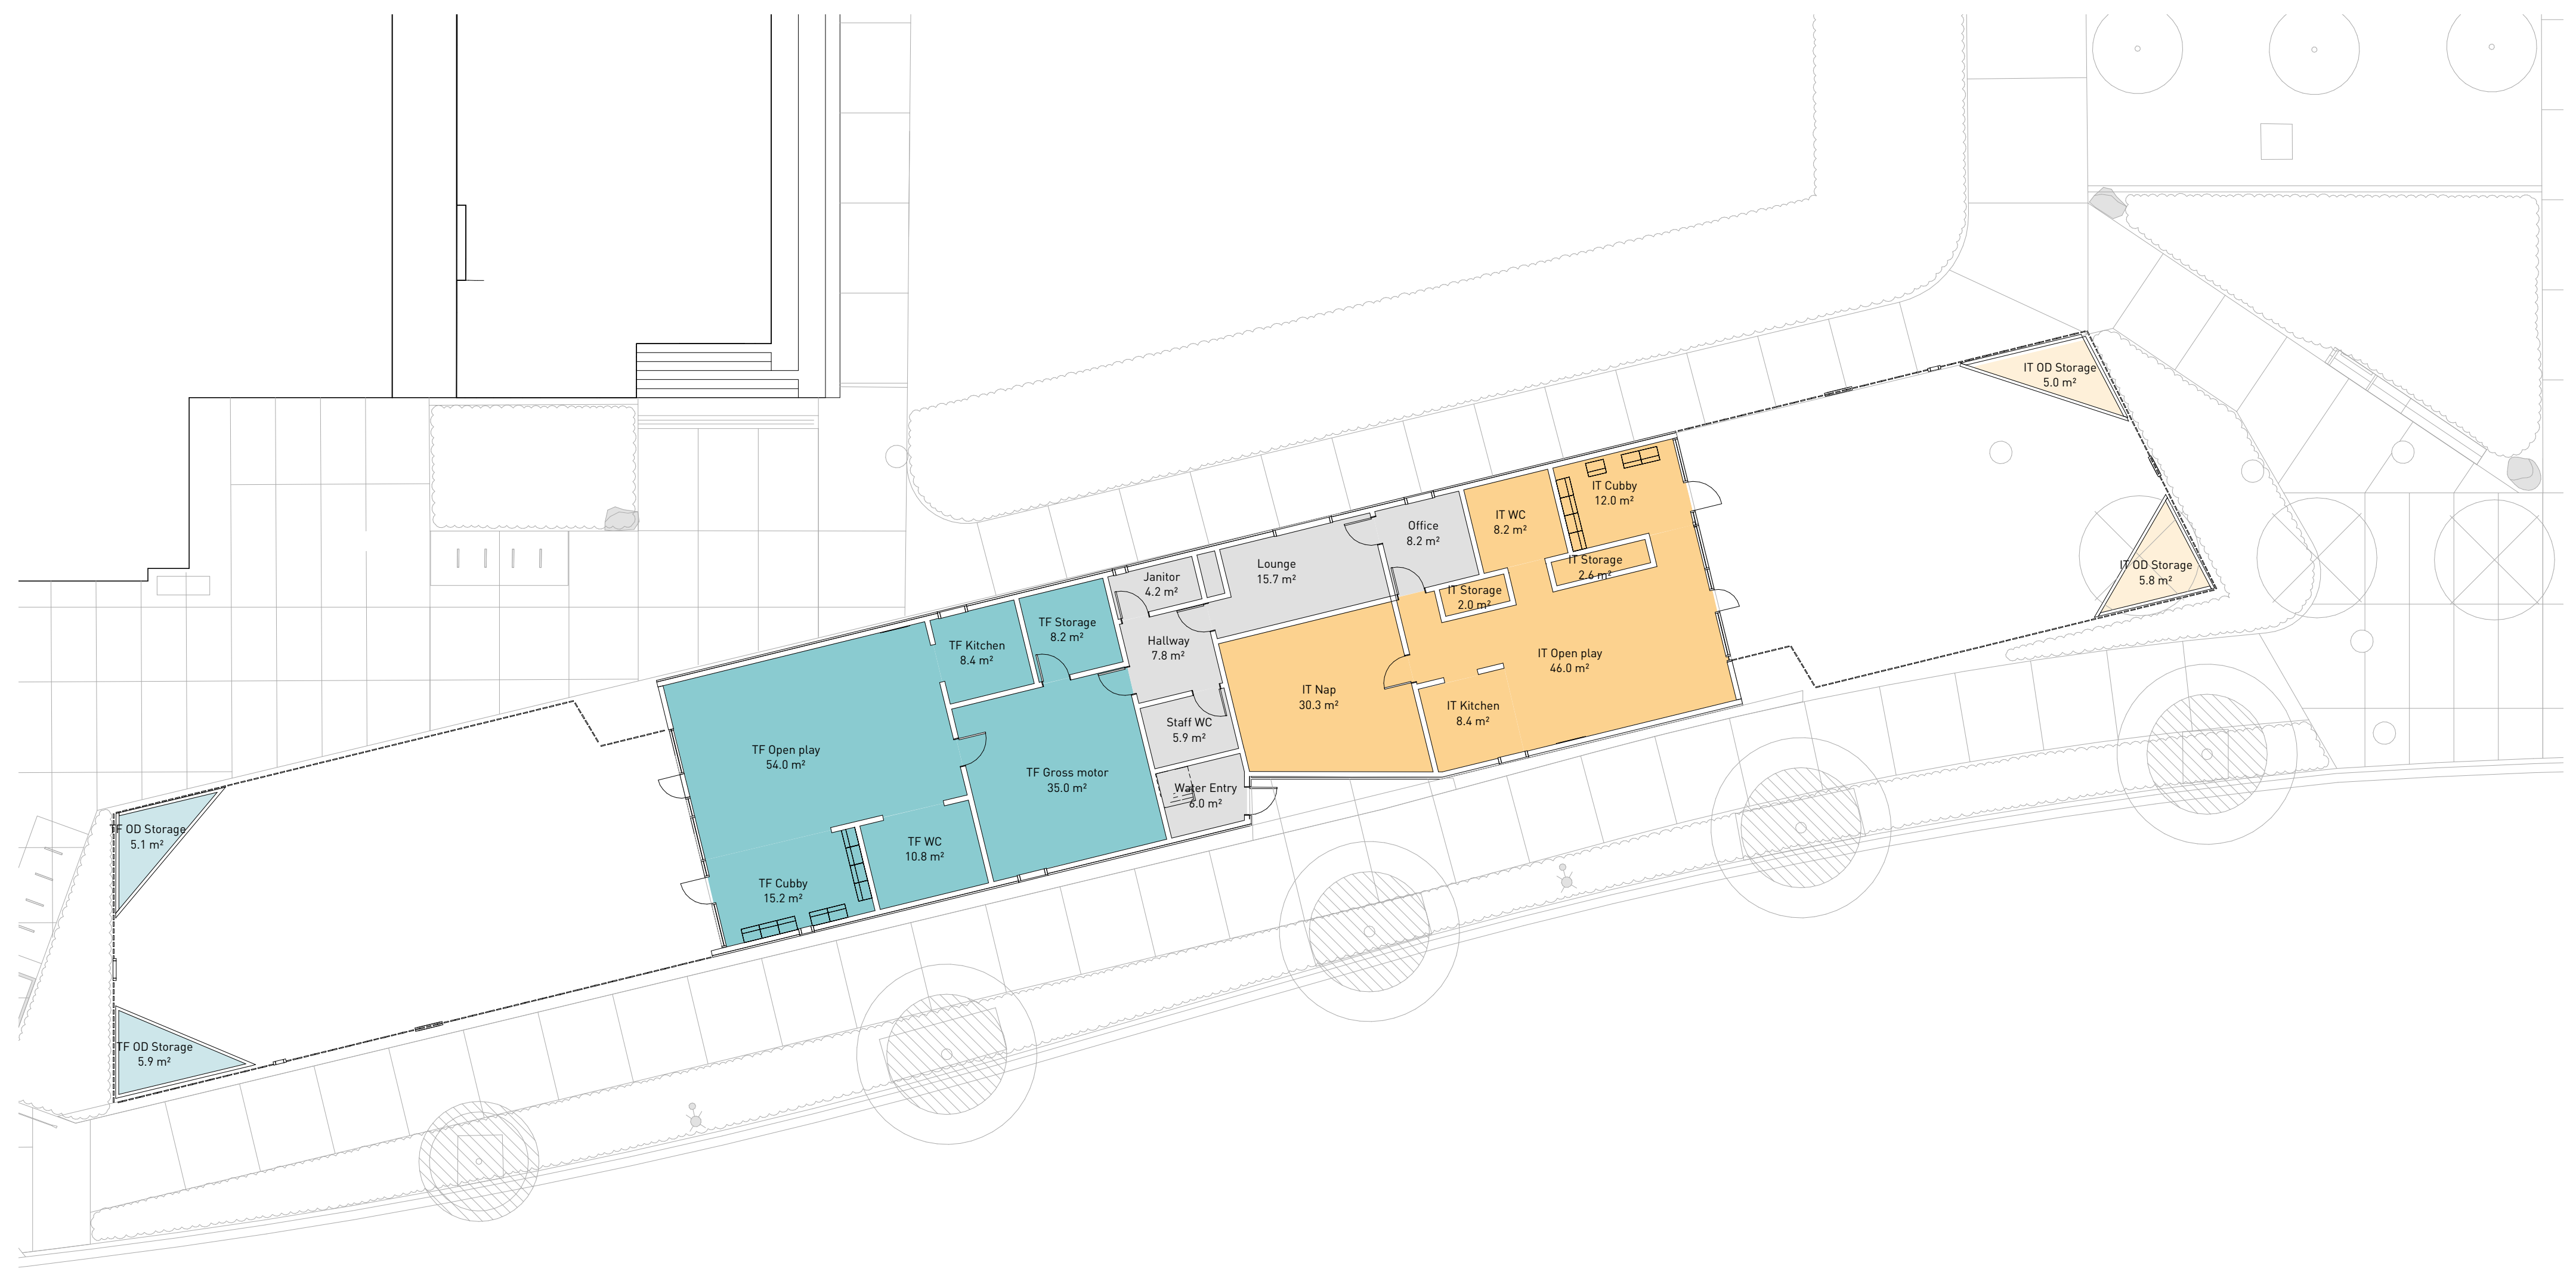 IT OD Storage
5.0 m²
IT Cubby
12.0 m²
IT WC
8.2 m²
Office
8.2 m²
Lounge
15.7 m²
IT Storage
2.6 m²
IT OD Storage
5.8 m²
Janitor
4.2 m²
IT Storage
2.0 m²
TF Storage
8.2 m²
Hallway
7.8 m²
TF Kitchen
8.4 m²
IT Open play
46.0 m²
IT Nap
30.3 m²
IT Kitchen
8.4 m²
Staff WC
5.9 m²
TF Open play
54.0 m²
TF Gross motor
35.0 m²
Water Entry
6.0 m²
TF OD Storage
5.1 m²
TF WC
10.8 m²
TF Cubby
15.2 m²
TF OD Storage
5.9 m²